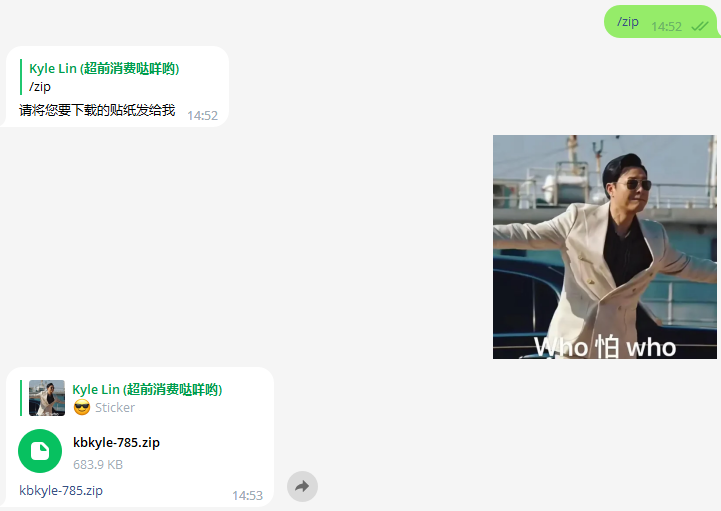 /zip
14:52
Kyle Lin (超前消费哒咩哟)
/zip
请将您要下载的贴纸发给我
14:52
Who 怕 who
Kyle Lin (超前消费哒咩哟)
😎 Sticker
kbkyle-785.zip
683.9 KB
kbkyle-785.zip
14:53